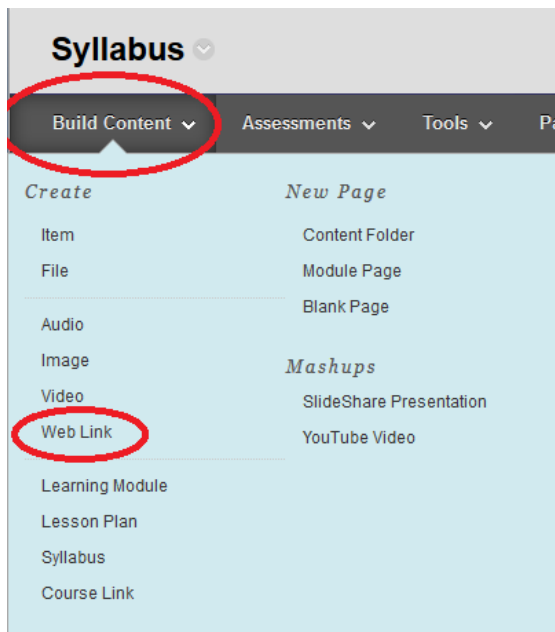 Syllabus
Build Content
Assessments
Tools
Create
Item
File
Audio
Image
Video
Web Link
Learning Module
Lesson Plan
Syllabus
Course Link
New Page
Content Folder
Module Page
Blank Page
Mashups
SlideShare Presentation
YouTube Video